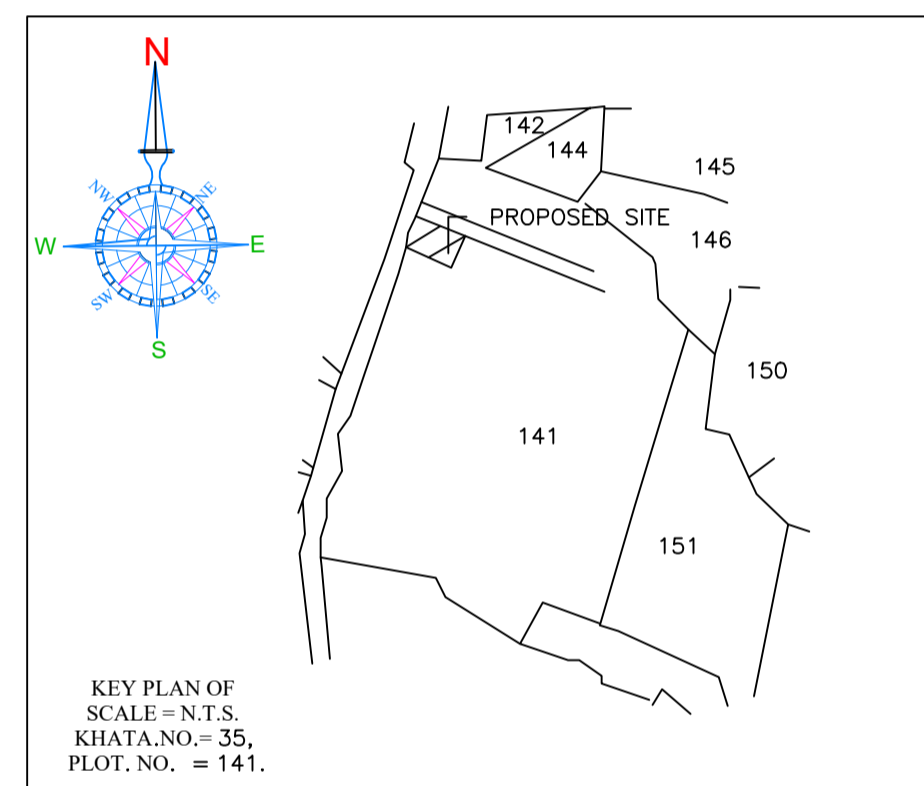 N
NW
NE
W
E
SW
SE
S
142
144
145
PROPOSED SITE
146
150
141
151
KEY PLAN OF
SCALE = N.T.S.
KHATA.NO.= 35,
PLOT. NO. = 141.